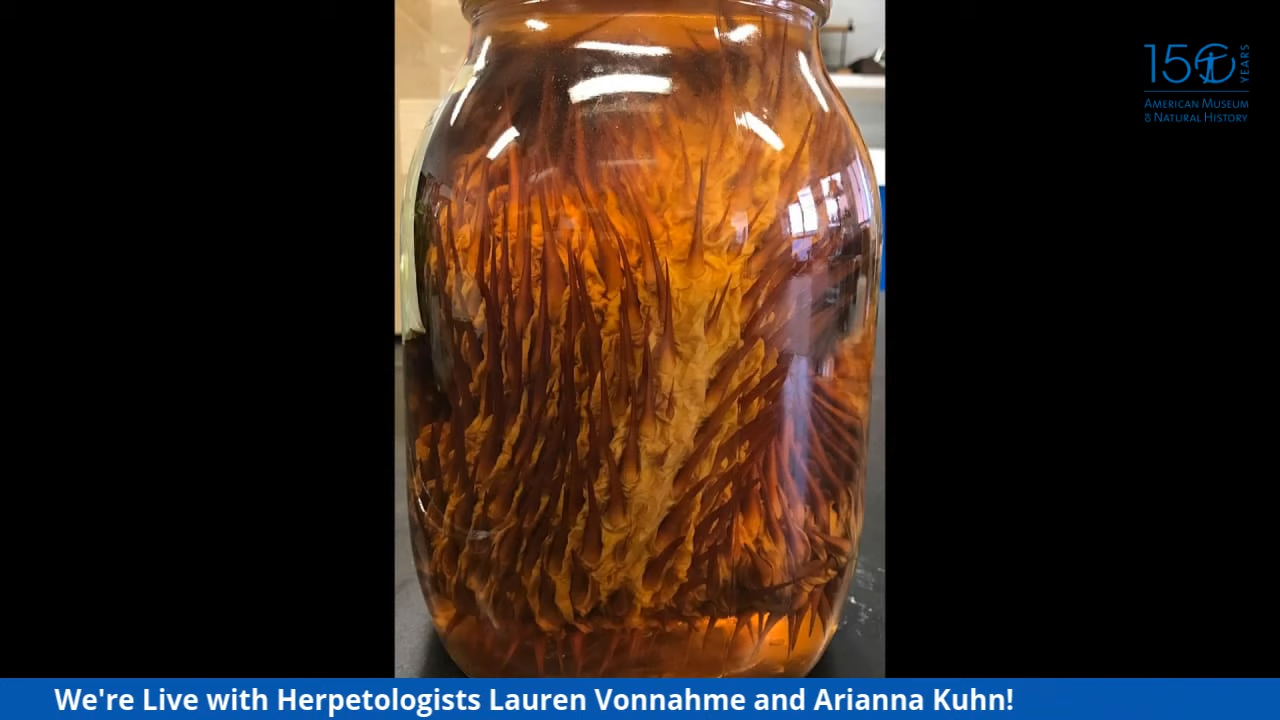 150 YEARS
AMERICAN MUSEUM
OF NATURAL HISTORY
We're Live with Herpetologists Lauren Vonnahme and Arianna Kuhn!